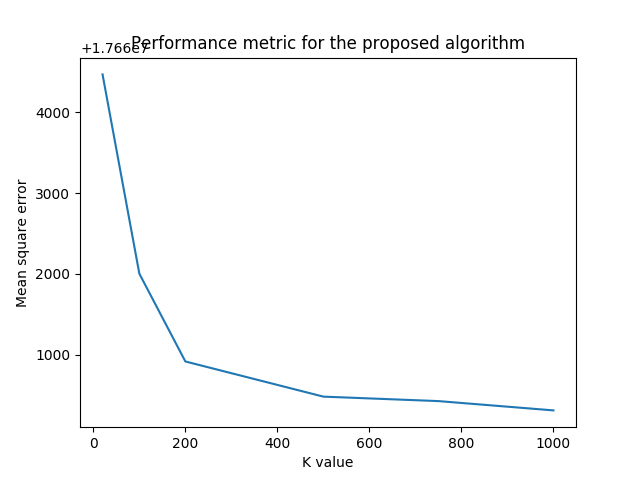 Performance metric for the proposed algorithm
+1.766e7
4000
3000
2000
1000
Mean square error
0 200 400 600 800 1000
K value